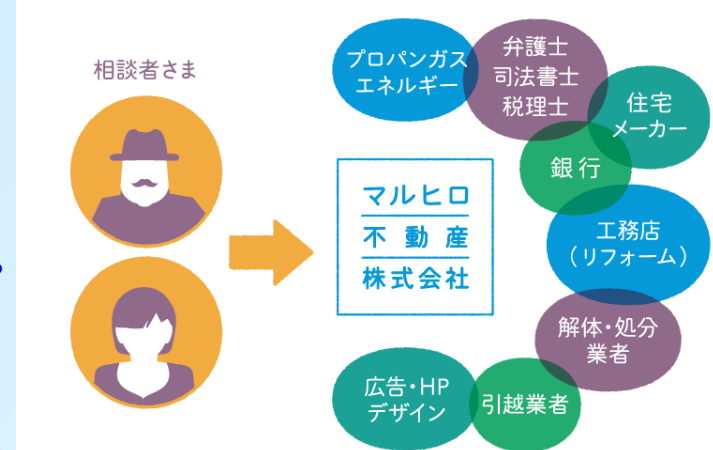 相談者さま
プロパンガス
エネルギー
弁護士
司法書士
税理士
住宅
メーカー
銀行
マルヒロ
不動産
株式会社
工務店
（リフォーム）
解体・処分
業者
広告・HP
デザイン
引越業者